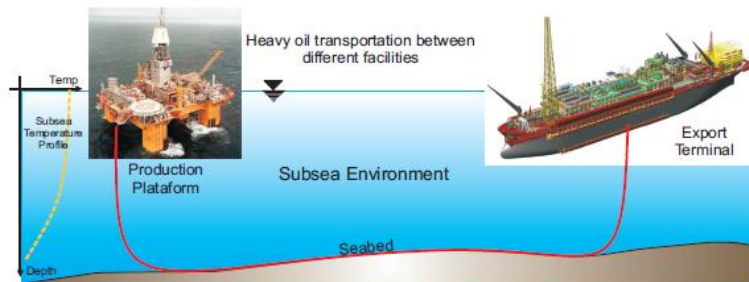 Heavy oil transportation between
different facilities
Temp
Subsea
Temperature
Profile
Production
Plataform
Subsea Environment
Export
Terminal
Seabed
Depth